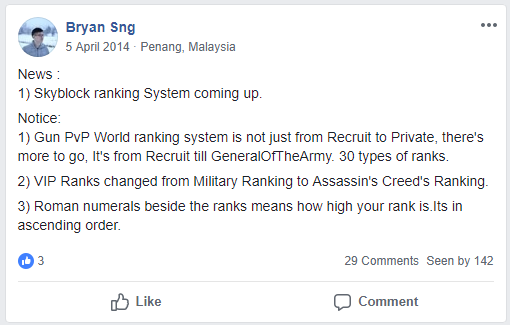 Bryan Sng
5 April 2014 · Penang, Malaysia
News :
1) Skyblock ranking System coming up.
Notice:
1) Gun PvP World ranking system is not just from Recruit to Private, there's
more to go, It's from Recruit till GeneralOfTheArmy. 30 types of ranks.
2) VIP Ranks changed from Military Ranking to Assassin's Creed's Ranking.
3) Roman numerals beside the ranks means how high your rank is.Its in
ascending order.
3
29 Comments Seen by 142
Like
Comment